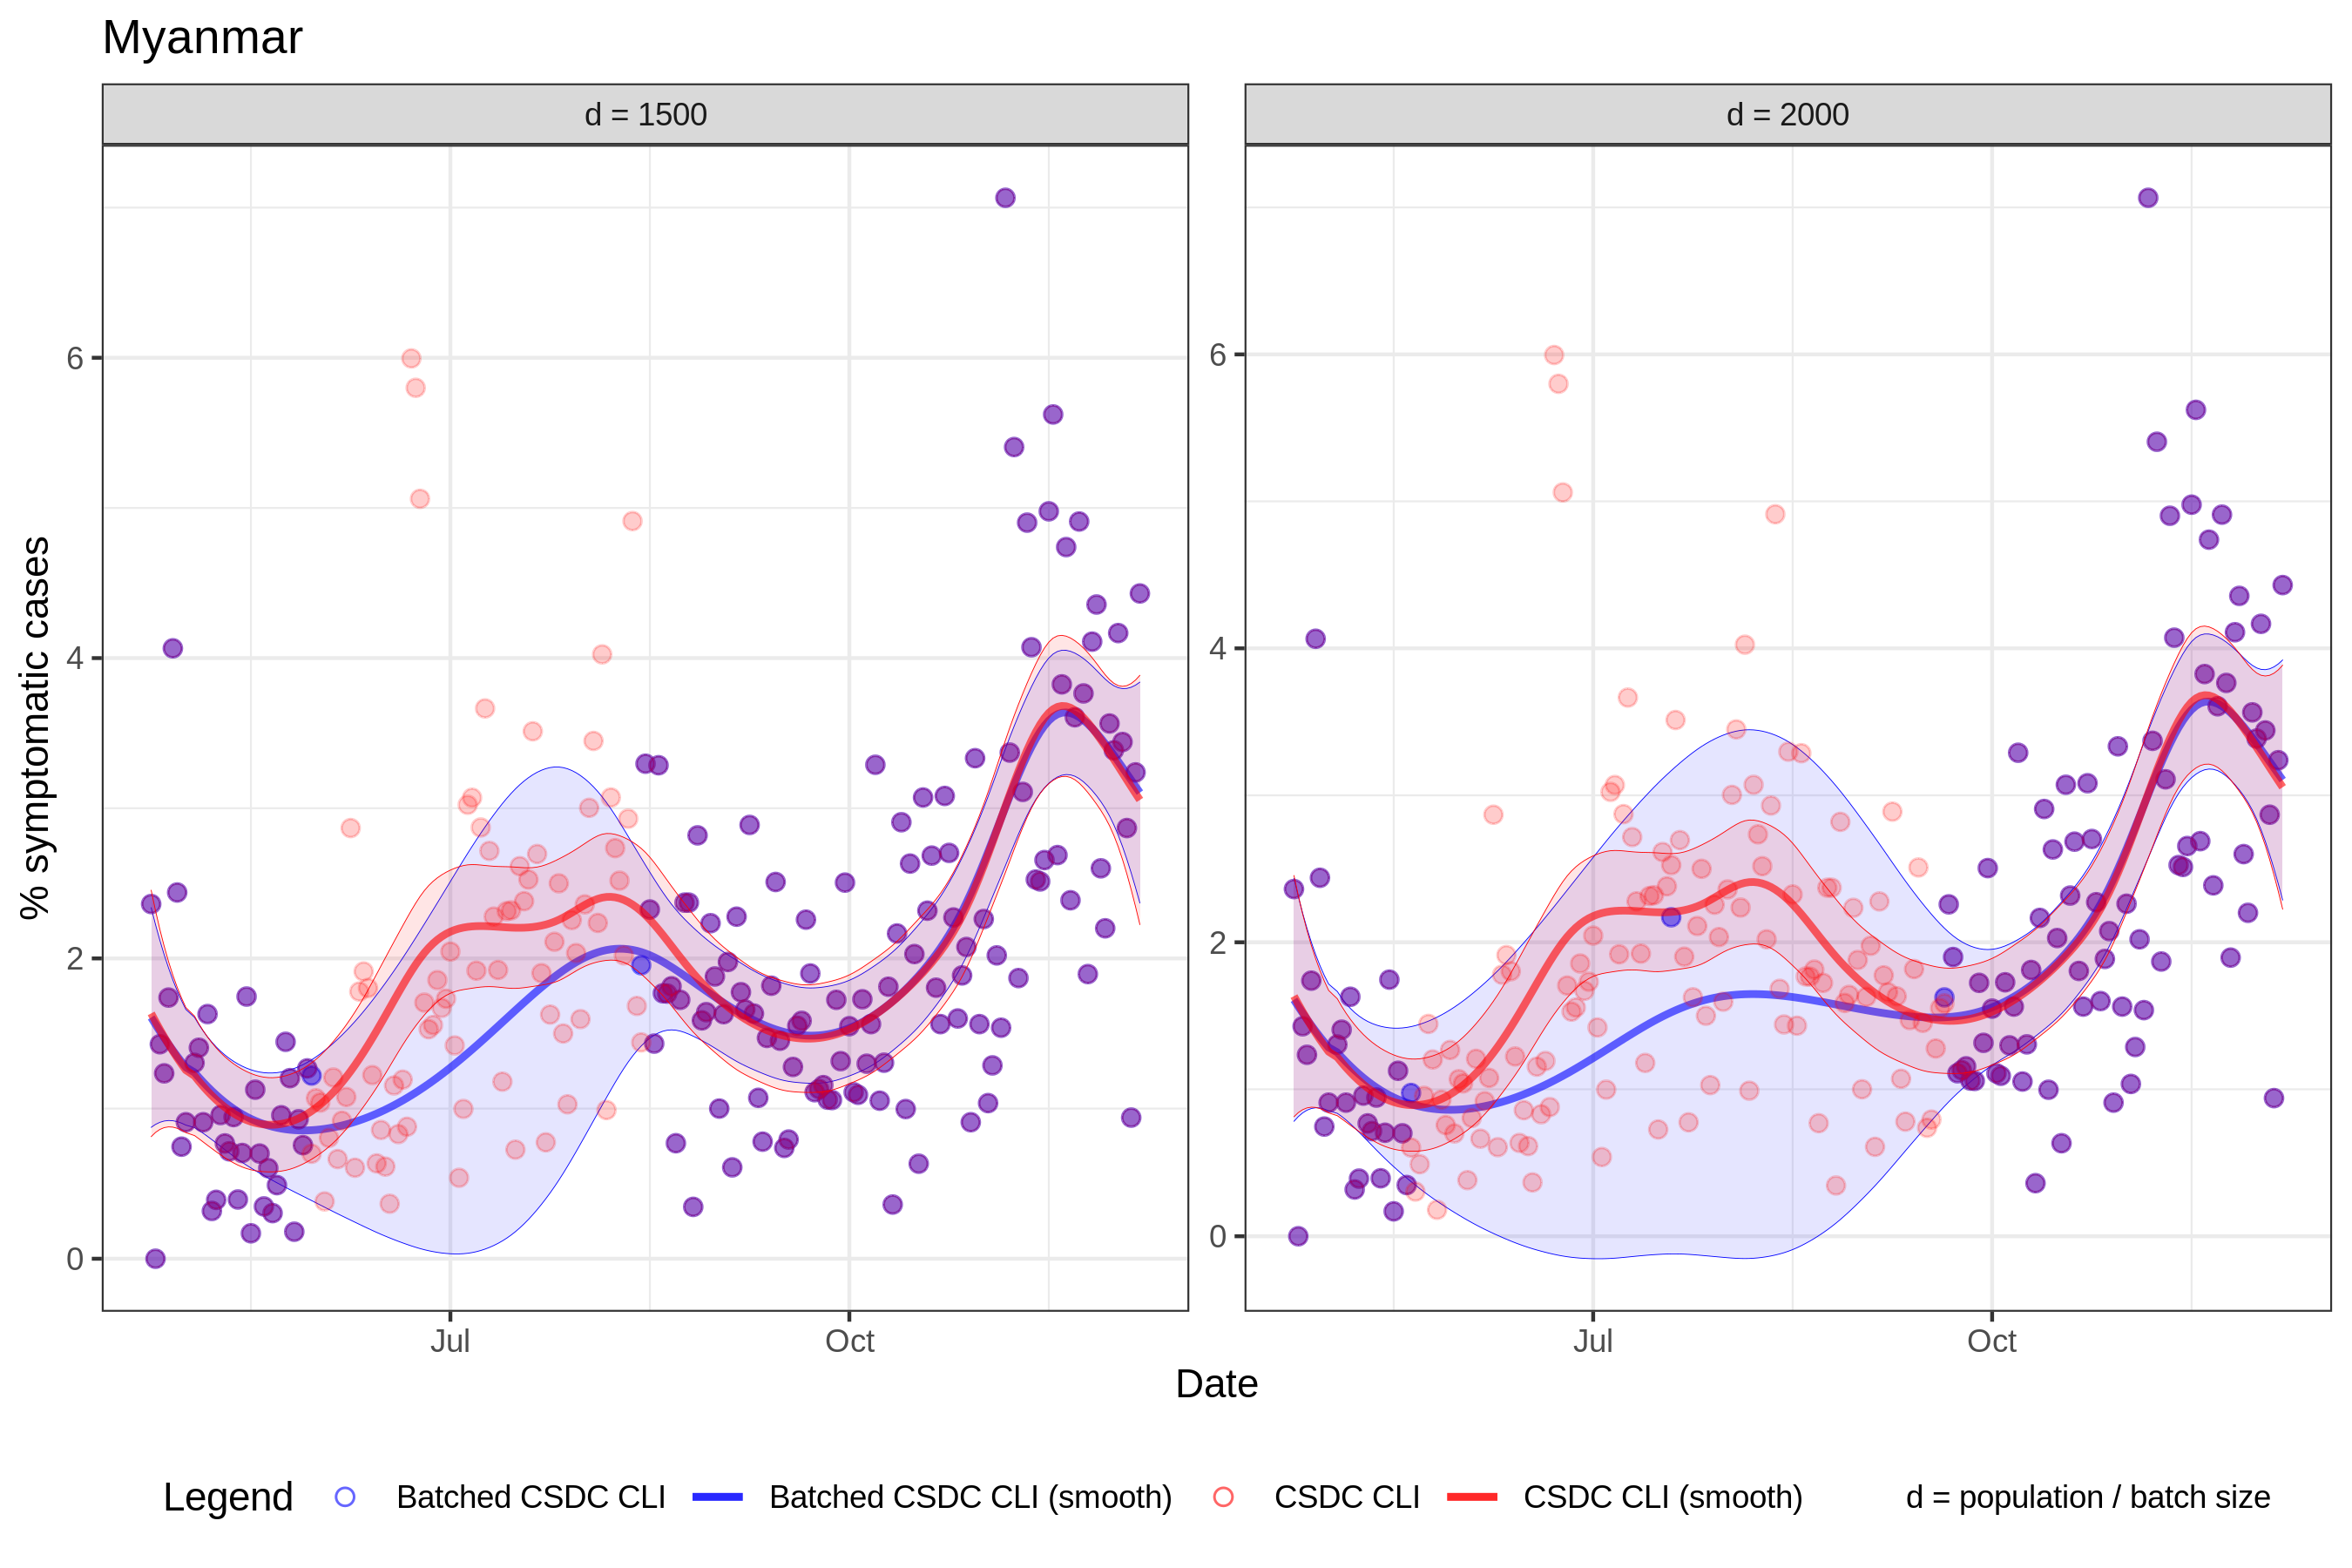 Myanmar
d = 1500
d = 2000
% symptomatic cases
6
4
2
0
6
4
2
0
Jul
Oct
Jul
Oct
Date
Legend
Batched CSDC CLI
Batched CSDC CLI (smooth)
CSDC CLI
CSDC CLI (smooth)
d = population / batch size